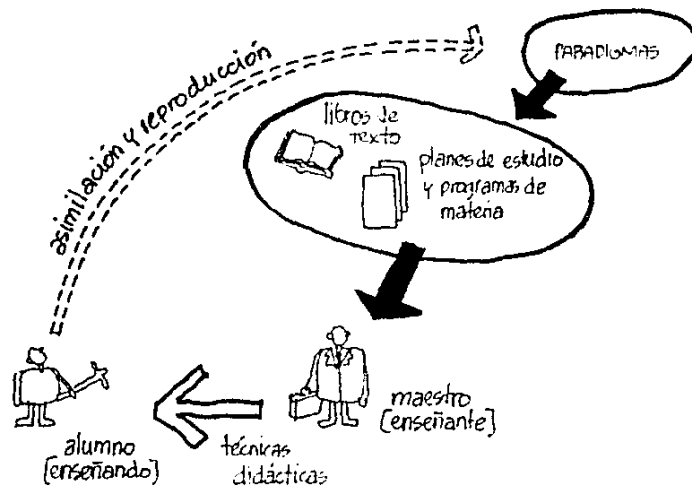 PARADIGMAS
asimilación y reproducción
libros de
texto
planes de estudio
y programas de
materia
maestro
[enseñante]
alumno
[enseñando]
técnicas
didácticas